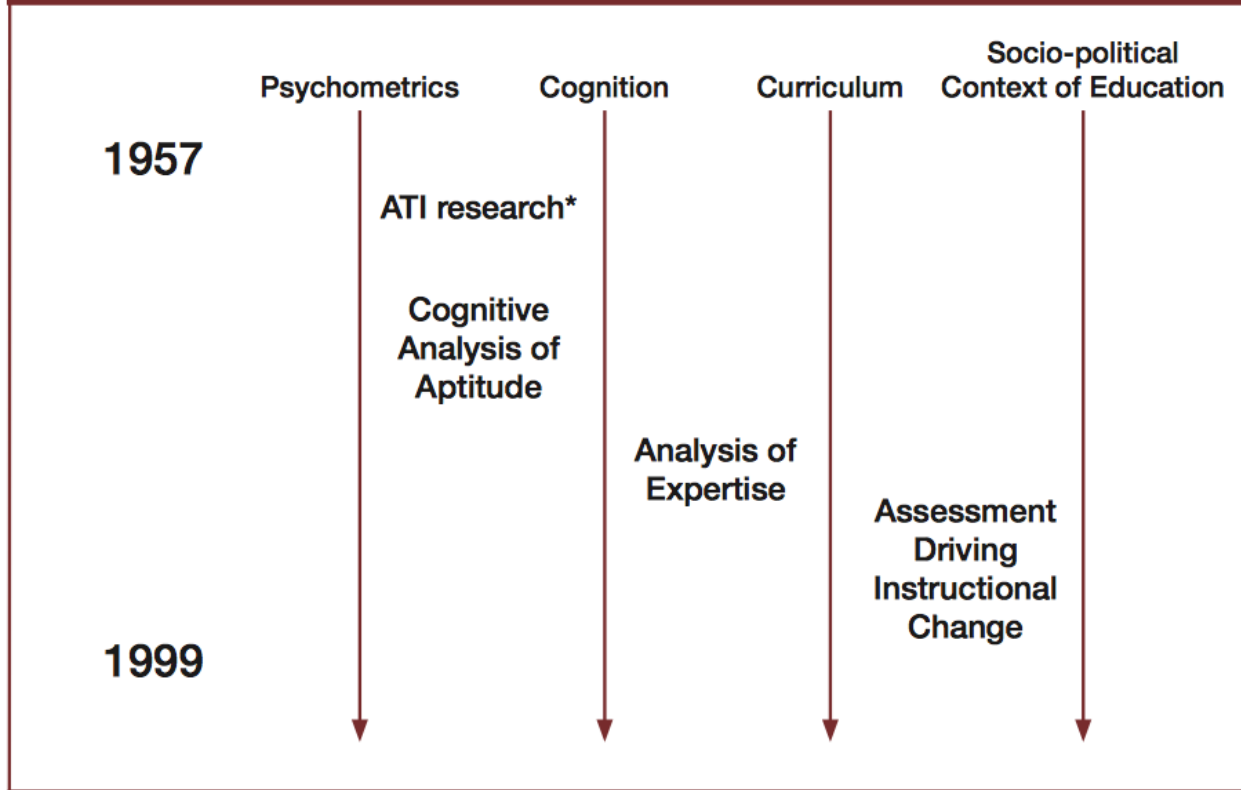 Psychometrics
Cognition
Curriculum
Socio-political
Context of Education
1957
ATI research*
Cognitive
Analysis of
Aptitude
Analysis of
Expertise
Assessment
Driving
Instructional
Change
1999